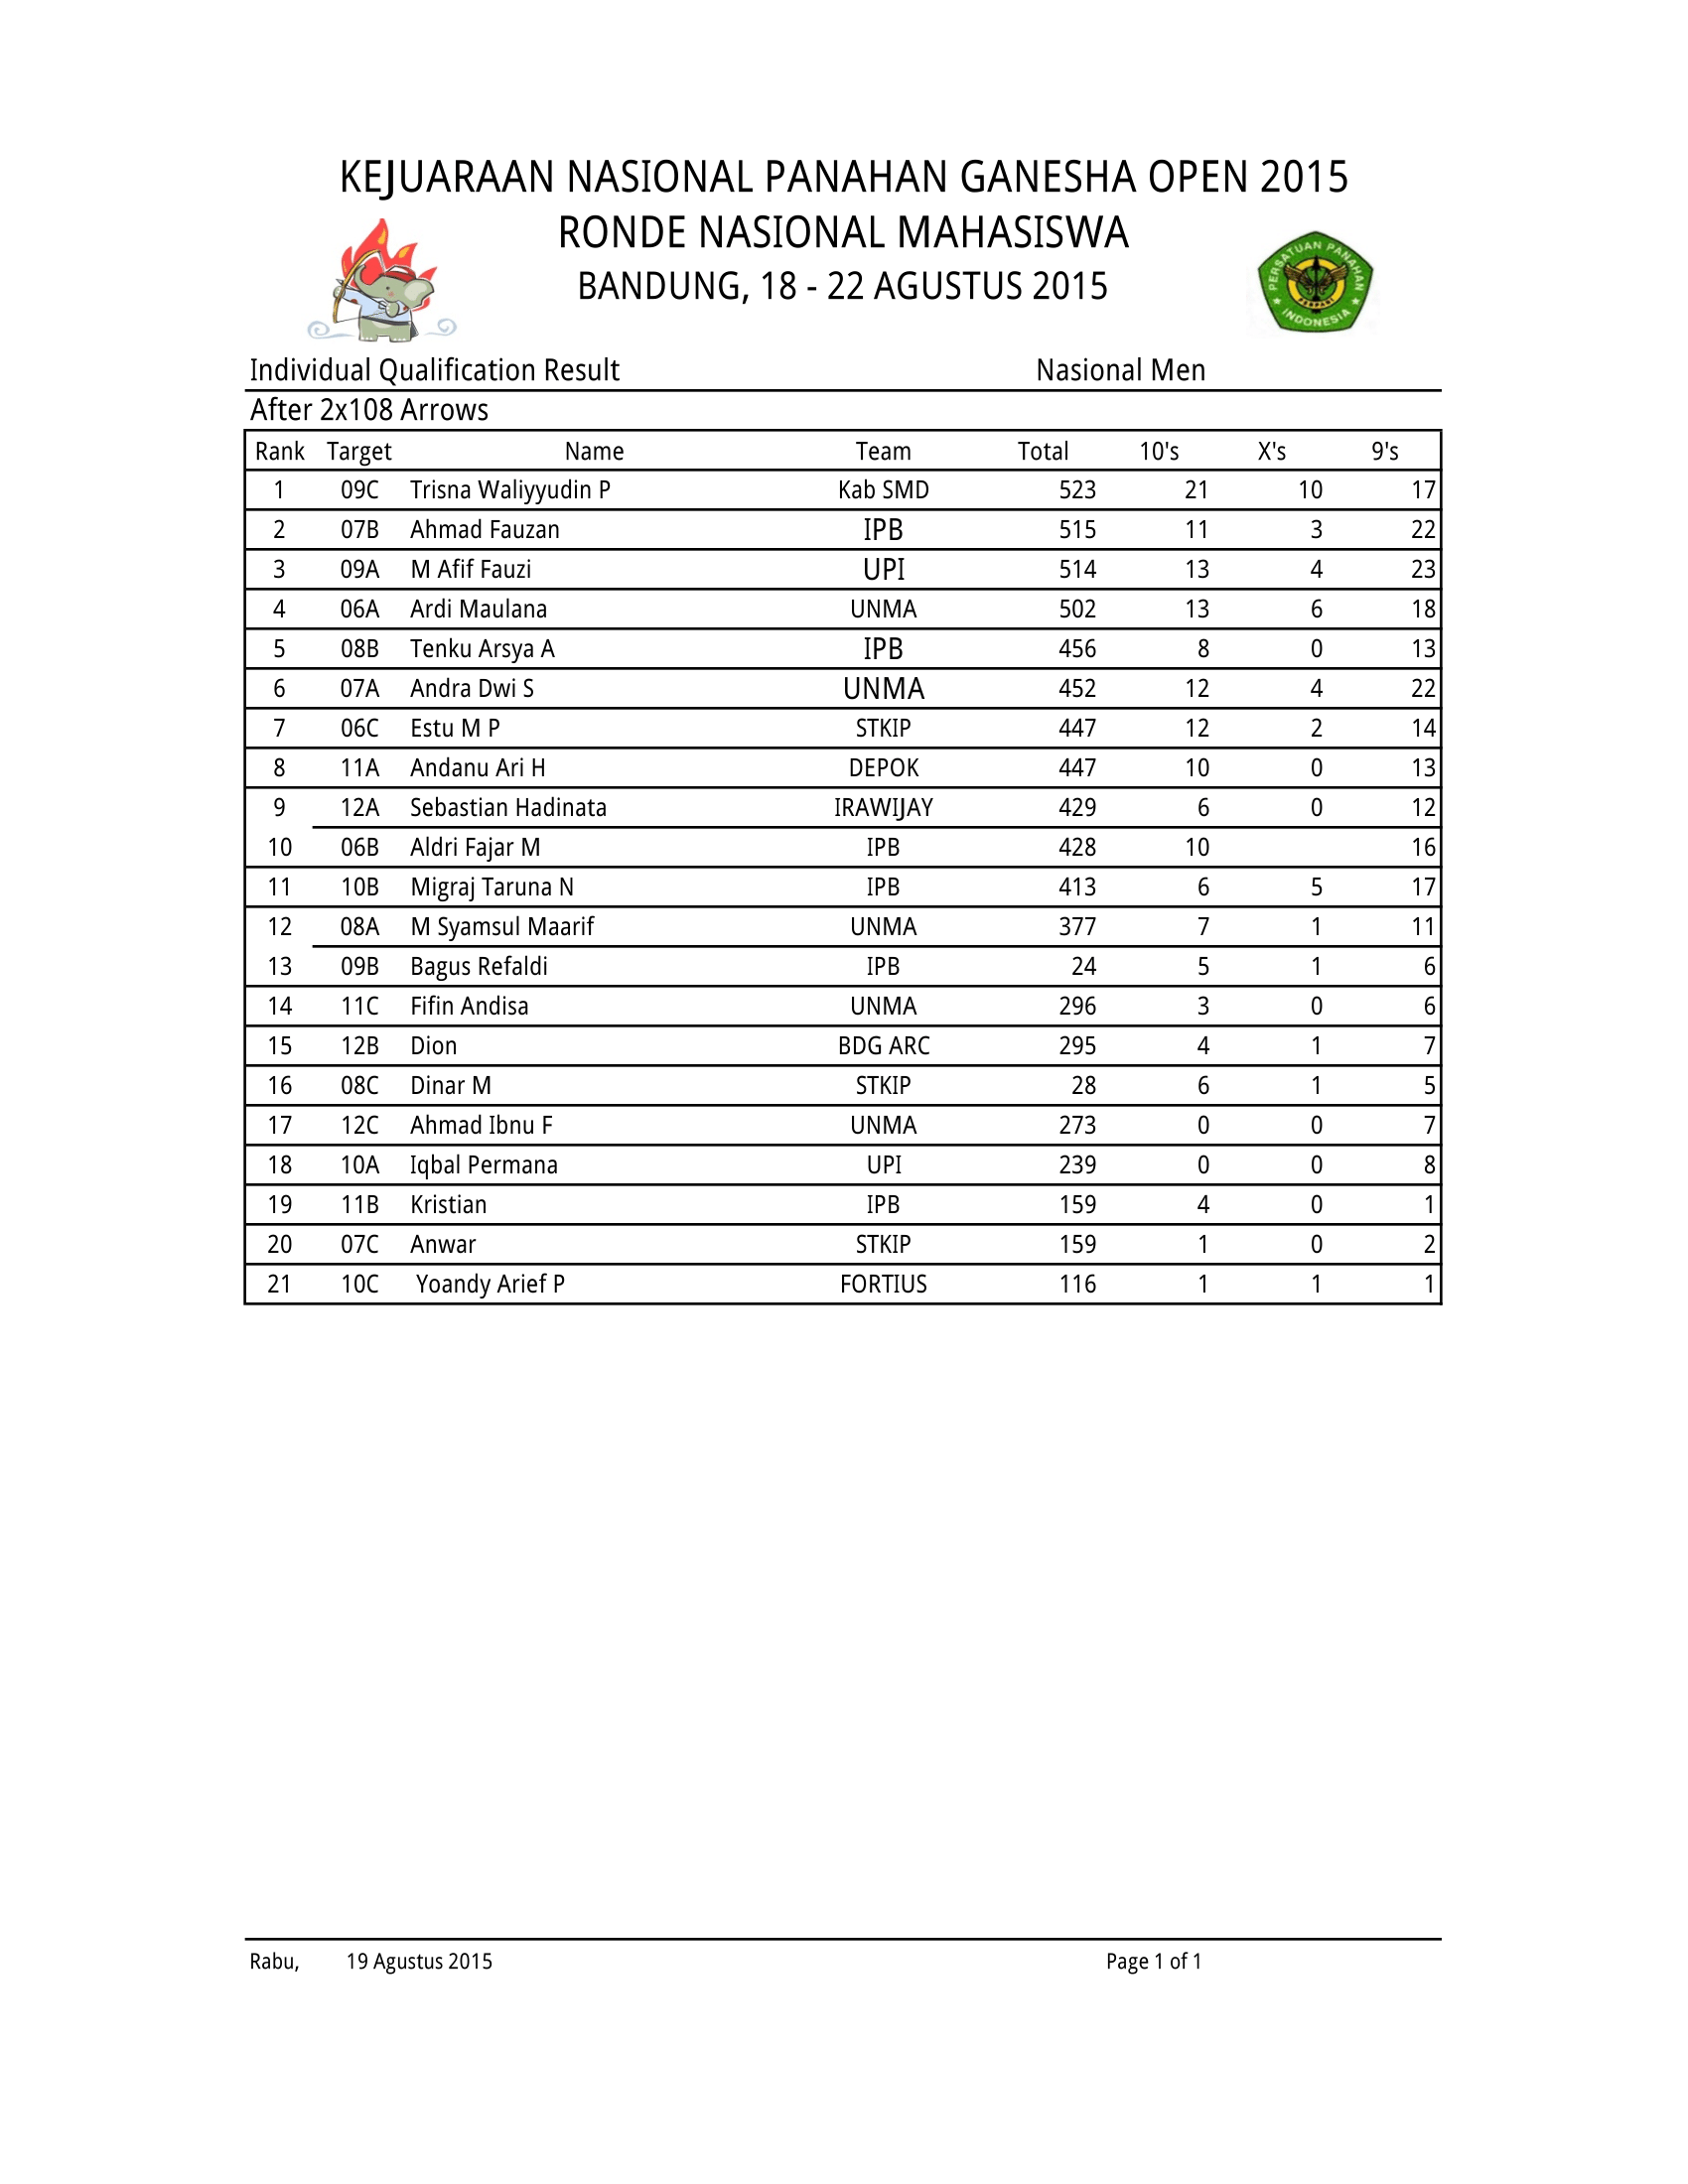 KEJUARAAN NASIONAL PANAHAN GANESHA OPEN 2015
RONDE NASIONAL MAHASISWA
BANDUNG, 18 - 22 AGUSTUS 2015
PERSATUAN PANAHAN
PERPANI
INDONESIA
Individual Qualification Result Nasional Men
After 2x108 Arrows
Rank Target Name Team Total 10's X's 9's
1 09C Trisna Waliyyudin P Kab SMD 523 21 10 17
2 07B Ahmad Fauzan IPB 515 11 3 22
3 09A M Afif Fauzi UPI 514 13 4 23
4 06A Ardi Maulana UNMA 502 13 6 18
5 08B Tenku Arsya A IPB 456 8 0 13
6 07A Andra Dwi S UNMA 452 12 4 22
7 06C Estu M P STKIP 447 12 2 14
8 11A Andanu Ari H DEPOK 447 10 0 13
9 12A Sebastian Hadinata IRAWIJAY 429 6 0 12
10 06B Aldri Fajar M IPB 428 10 16
11 10B Migraj Taruna N IPB 413 6 5 17
12 08A M Syamsul Maarif UNMA 377 7 1 11
13 09B Bagus Refaldi IPB 24 5 1 6
14 11C Fifin Andisa UNMA 296 3 0 6
15 12B Dion BDG ARC 295 4 1 7
16 08C Dinar M STKIP 28 6 1 5
17 12C Ahmad Ibnu F UNMA 273 0 0 7
18 10A Iqbal Permana UPI 239 0 0 8
19 11B Kristian IPB 159 4 0 1
20 07C Anwar STKIP 159 1 0 2
21 10C Yoandy Arief P FORTIUS 116 1 1 1
Rabu, 19 Agustus 2015 Page 1 of 1